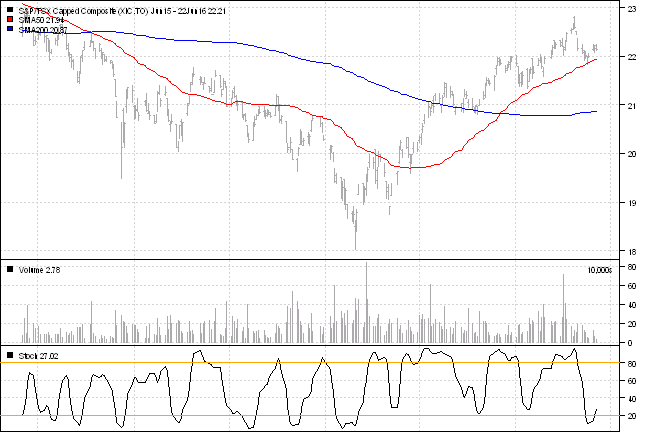 S&P/TSX Capped Composite (XIC.TO) Jun 15 - 22Jun16 22.21
SMA50 21.94
SMA200 20.87
23
22
21
20
19
18
Volume 2.78
10,000s
80
60
40
20
0
Stoch 27.02
80
60
40
20